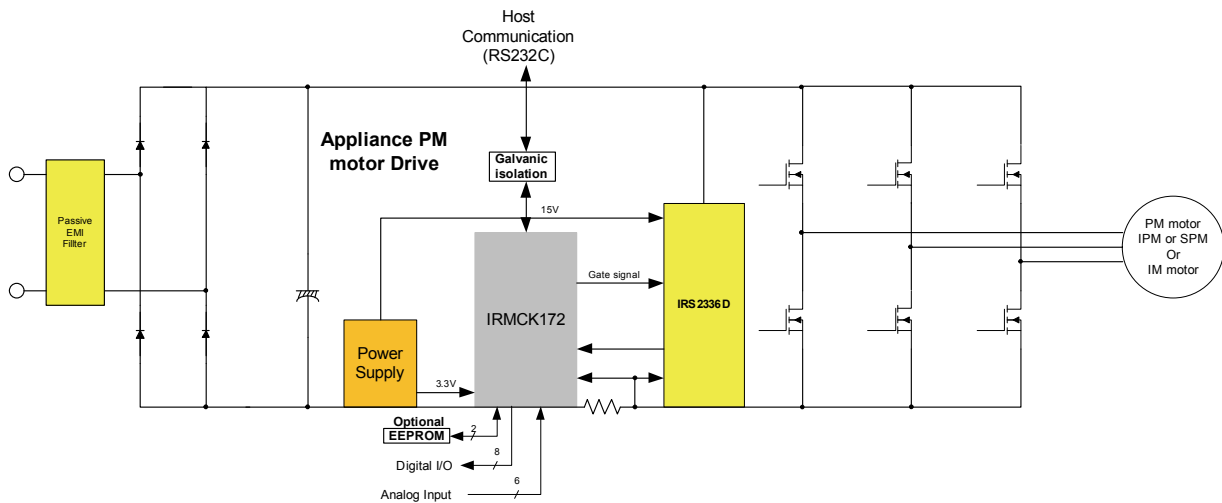 Host
Communication
(RS232C)
Appliance PM
motor Drive
Galvanic
isolation
15V
Passive
EMI
Fillter
PM motor
IPM or SPM
Or
IM motor
Gate signal
IRS2336D
IRMCK172
Power
Supply
3.3V
Optional
EEPROM
2
Digital I/O
8
Analog Input
6